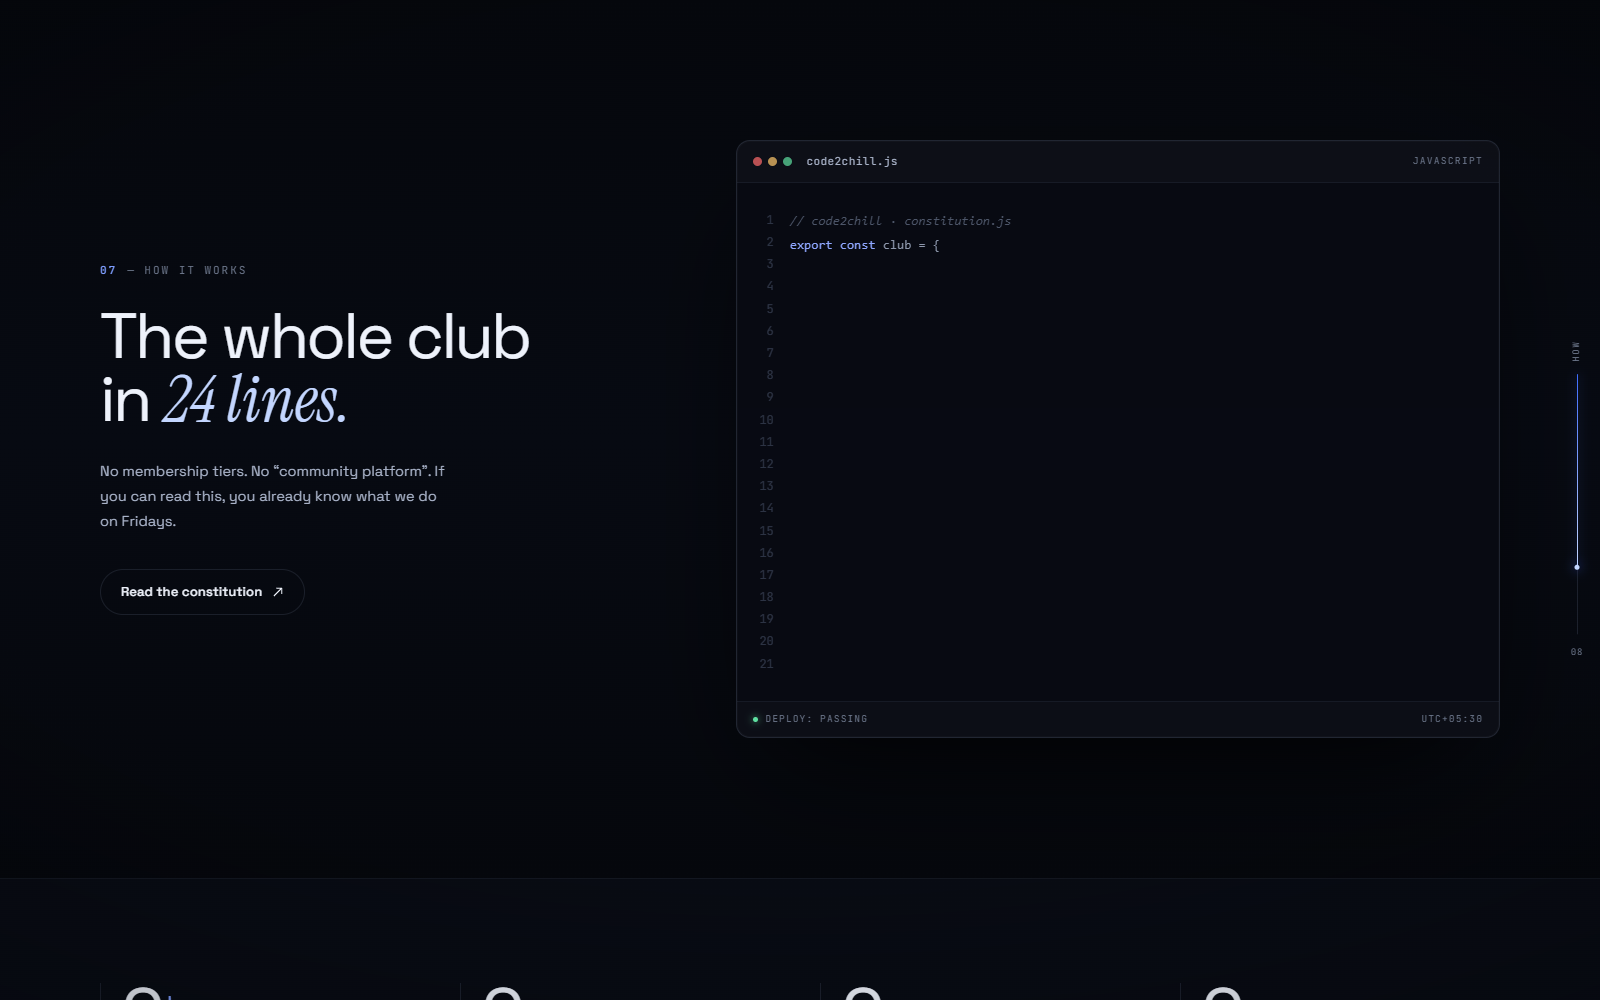 07 — HOW IT WORKS
The whole club
in 24 lines.
No membership tiers. No “community platform”. If
you can read this, you already know what we do
on Fridays.
Read the constitution ↗
code2chill.js
JAVASCRIPT
1 // code2chill · constitution.js
2 export const club = {
3
4
5
6
7
8
9
10
11
12
13
14
15
16
17
18
19
20
21
DEPLOY: PASSING
UTC+05:30
HOW
08